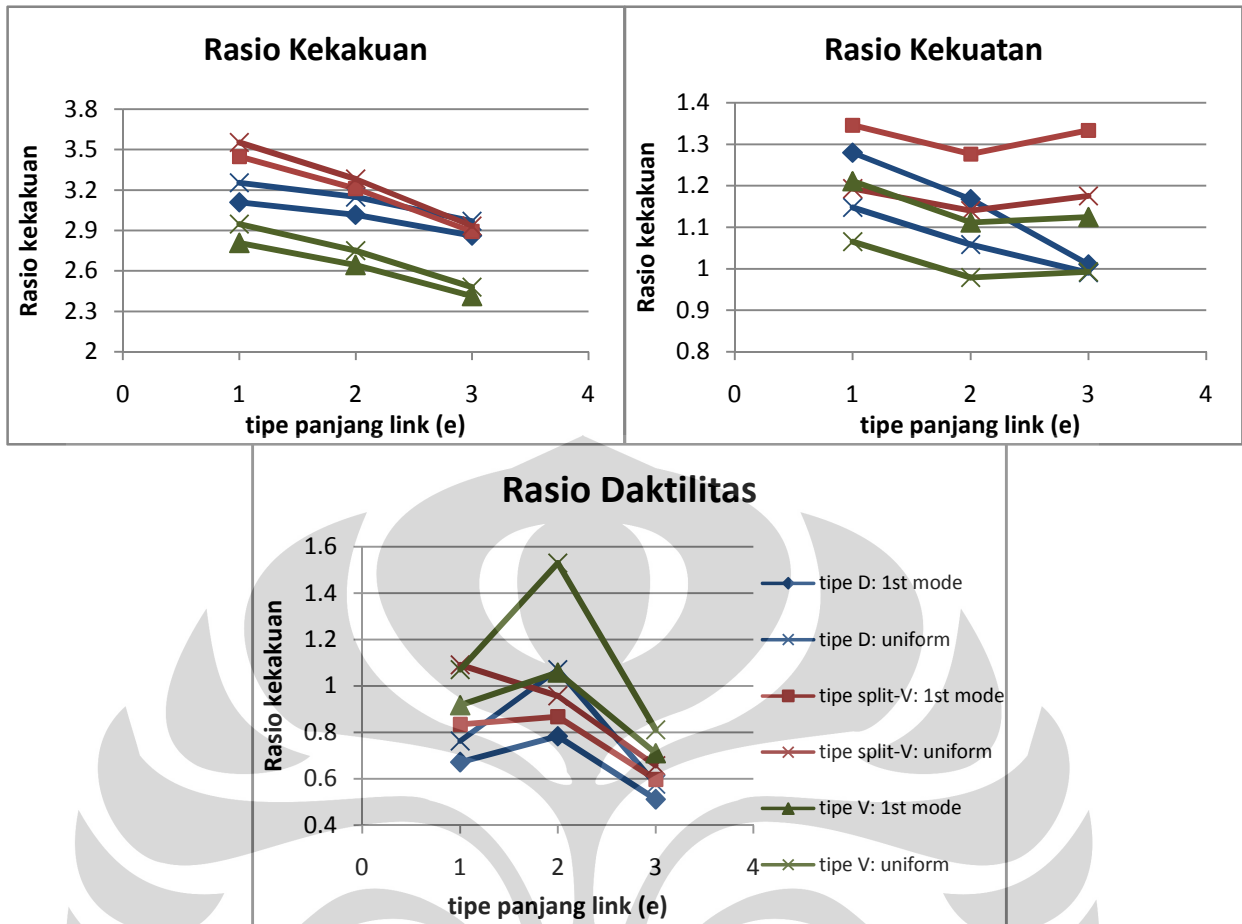 Rasio Kekakuan
Rasio kekakuan
3.8
3.5
3.2
2.9
2.6
2.3
2
0 1 2 3 4
tipe panjang link (e)
Rasio Kekuatan
Rasio kekakuan
1.4
1.3
1.2
1.1
1
0.9
0.8
0 1 2 3 4
tipe panjang link (e)
Rasio Daktilitas
Rasio kekakuan
1.6
1.4
1.2
1
0.8
0.6
0.4
0 1 2 3 4
tipe panjang link (e)
tipe D: 1st mode
tipe D: uniform
tipe split-V: 1st mode
tipe split-V: uniform
tipe V: 1st mode
tipe V: uniform